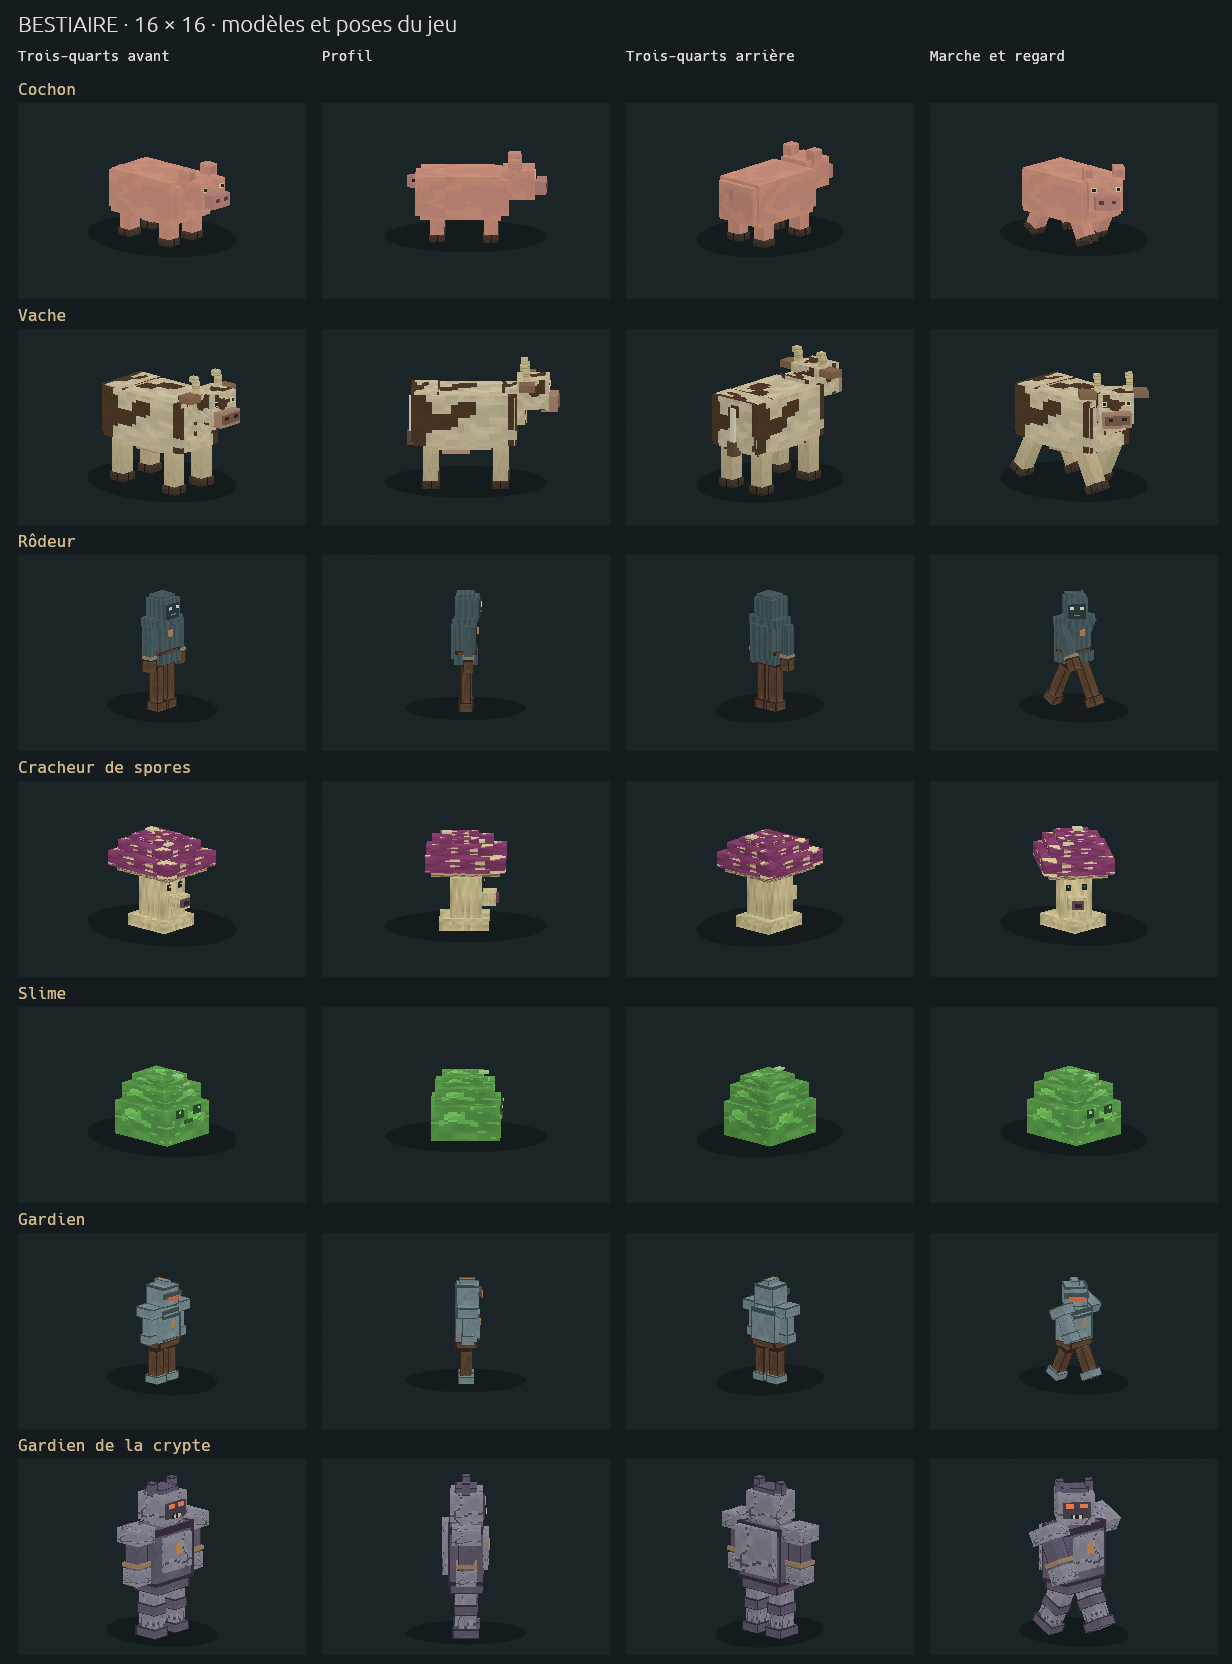 BESTIAIRE · 16 × 16 · modèles et poses du jeu
Trois-quarts avant Profil Trois-quarts arrière Marche et regard
Cochon
Vache
Rôdeur
Cracheur de spores
Slime
Gardien
Gardien de la crypte